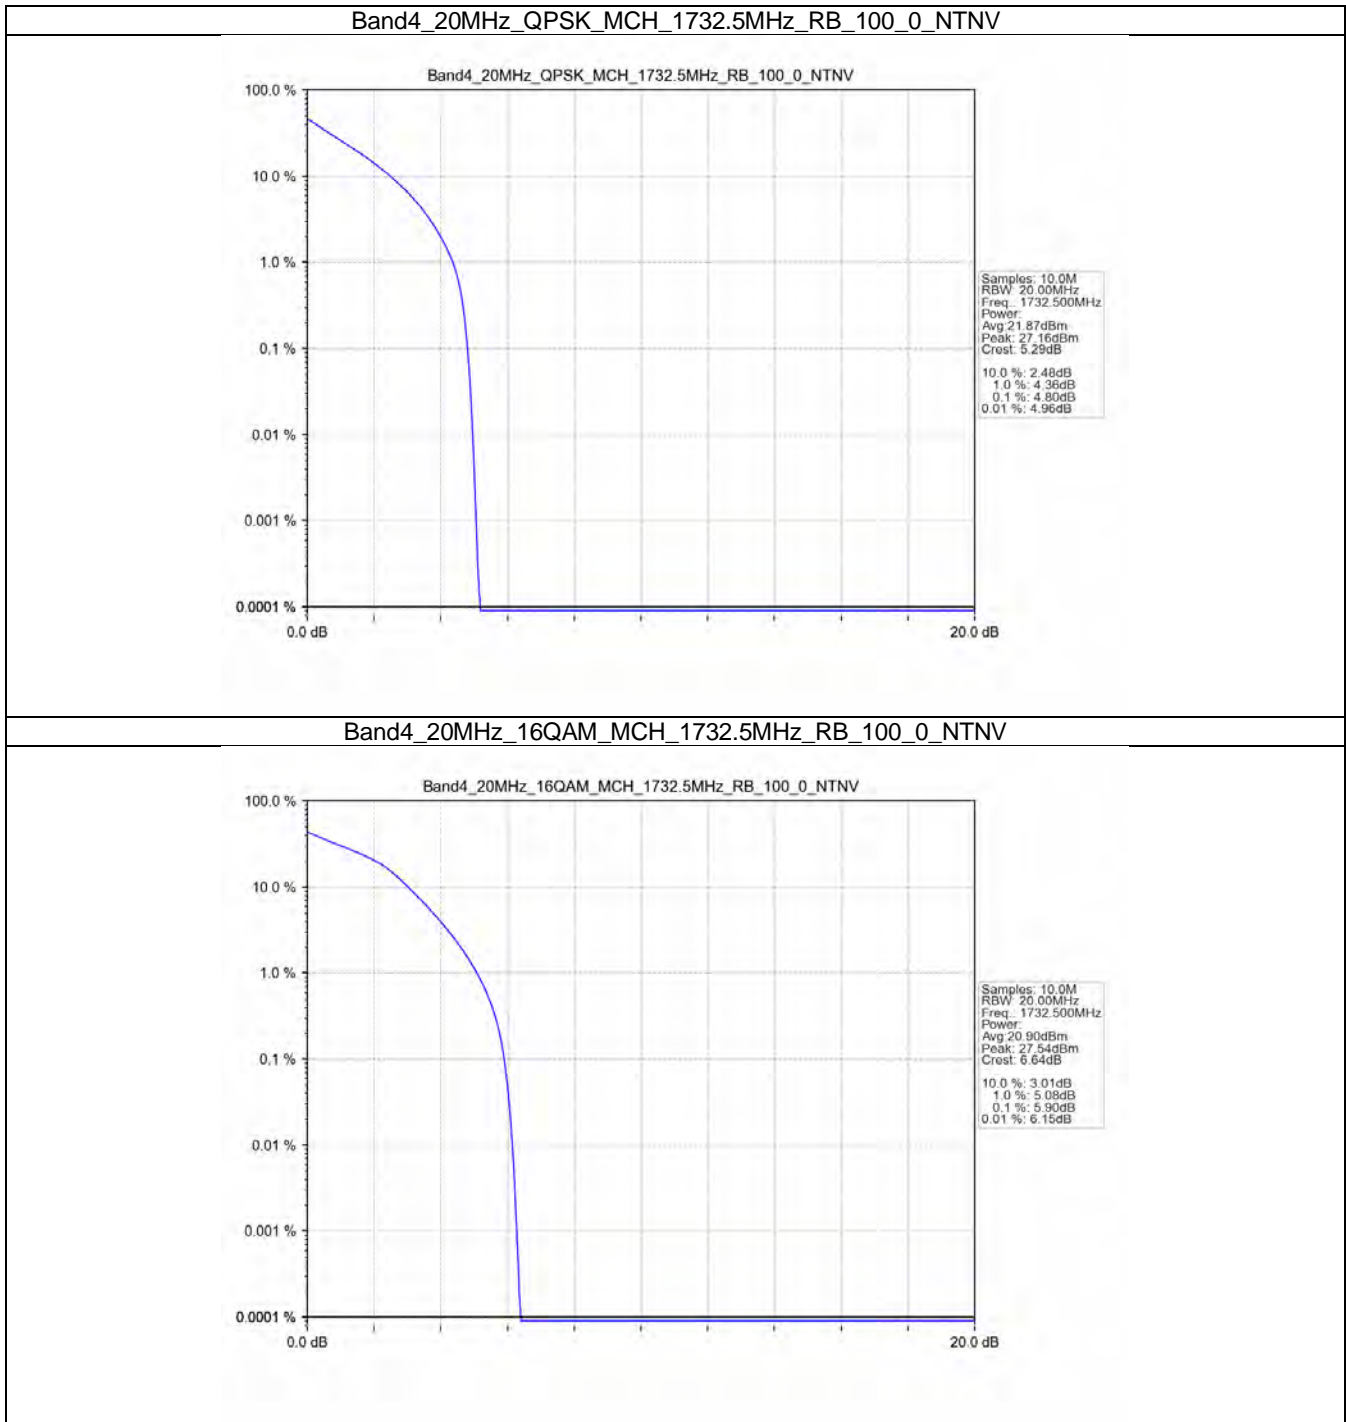 Band4_20MHz_QPSK_MCH_1732.5MHz_RB_100_0_NTNV
Band4_20MHz_QPSK_MCH_1732.5MHz_RB_100_0_NTNV
100.0 %
10.0 %
1.0 %
0.1 %
0.01 %
0.001 %
0.0001 %
0.0 dB
20.0 dB
Samples: 10.0M
RBW: 20.00MHz
Freq.: 1732.500MHz
Power:
Avg:21.87dBm
Peak: 27.16dBm
Crest: 5.29dB
10.0 %: 2.48dB
1.0 %: 4.36dB
0.1 %: 4.80dB
0.01 %: 4.96dB
Band4_20MHz_16QAM_MCH_1732.5MHz_RB_100_0_NTNV
Band4_20MHz_16QAM_MCH_1732.5MHz_RB_100_0_NTNV
100.0 %
10.0 %
1.0 %
0.1 %
0.01 %
0.001 %
0.0001 %
0.0 dB
20.0 dB
Samples: 10.0M
RBW: 20.00MHz
Freq.: 1732.500MHz
Power:
Avg:20.90dBm
Peak: 27.54dBm
Crest: 6.64dB
10.0 %: 3.01dB
1.0 %: 5.08dB
0.1 %: 5.90dB
0.01 %: 6.15dB